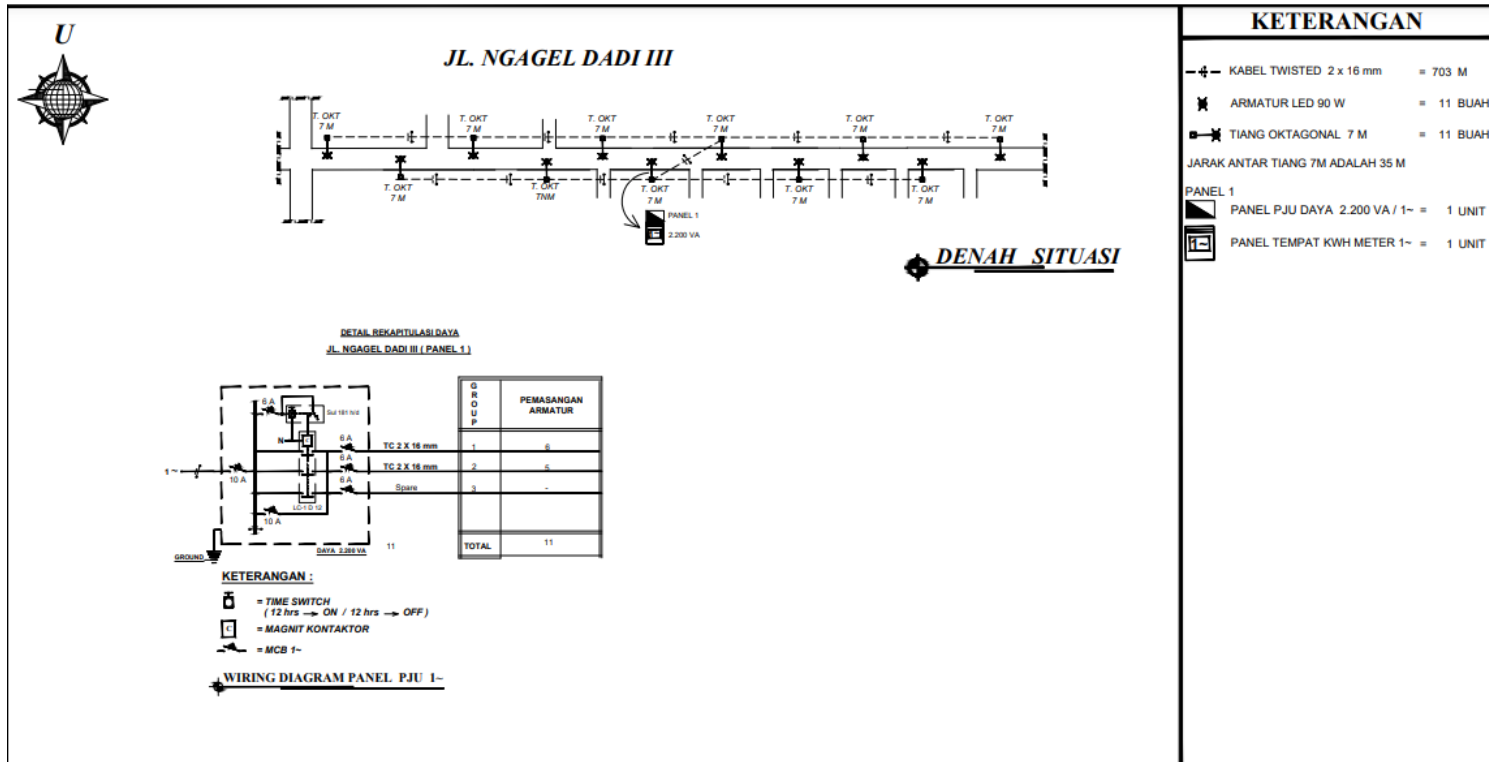 U
JL. NGAGEL DADI III
T. OKT
7 M
T. OKT
7 M
T. OKT
7 M
T. OKT
7 M
T. OKT
7 M
T. OKT
7 M
T. OKT
7 M
T. OKT
TNM
T. OKT
7 M
T. OKT
7 M
T. OKT
7 M
PANEL 1
2.200 VA
DENAH SITUASI
DETAIL REKAPITULASI DAYA
JL. NGAGEL DADI III ( PANEL 1 )
6 A
Sul 181 h/d
N
C
6 A
TC 2 X 16 mm
6 A
TC 2 X 16 mm
1 ~
10 A
6 A
Spare
LC-1 D 12
10 A
GROUND
DAYA 2.200 VA
11
GROUP
PEMASANGAN
ARMATUR
1 6
2 5
3 -
TOTAL 11
KETERANGAN :
= TIME SWITCH
( 12 hrs → ON / 12 hrs → OFF )
C = MAGNIT KONTAKTOR
= MCB 1~
WIRING DIAGRAM PANEL PJU 1~
KETERANGAN
KABEL TWISTED 2 x 16 mm = 703 M
ARMATUR LED 90 W = 11 BUAH
TIANG OKTAGONAL 7 M = 11 BUAH
JARAK ANTAR TIANG 7M ADALAH 35 M
PANEL 1
PANEL PJU DAYA 2.200 VA / 1~ = 1 UNIT
1~ PANEL TEMPAT KWH METER 1~ = 1 UNIT